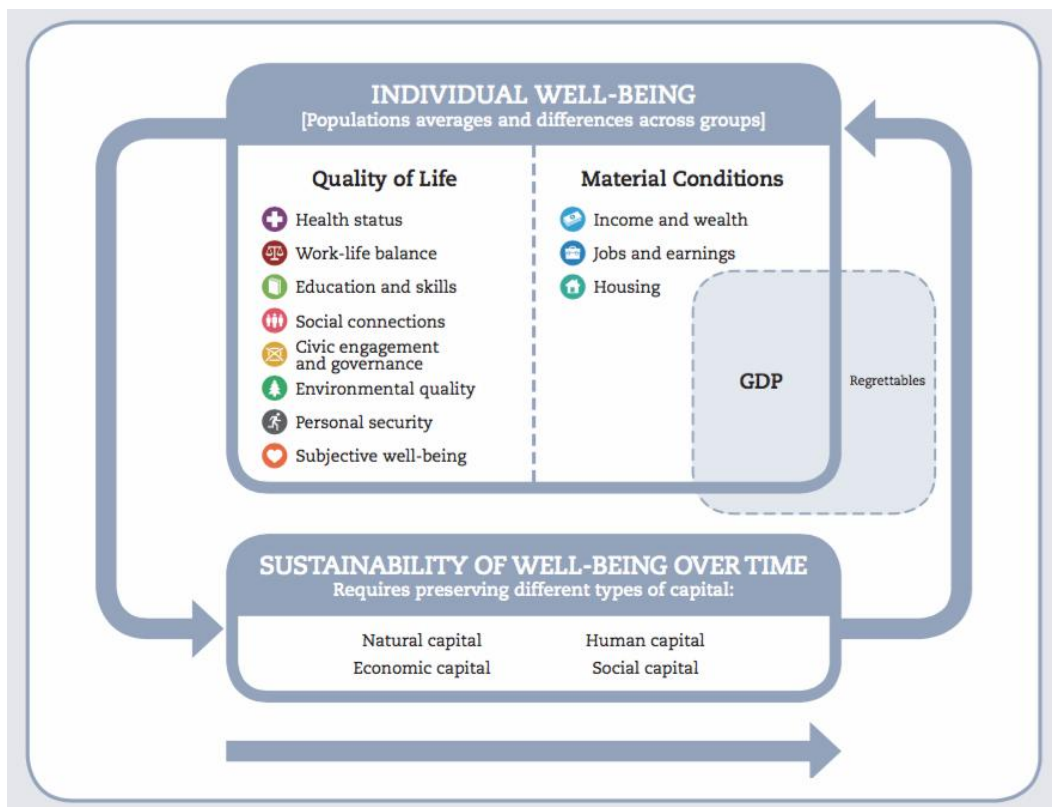 INDIVIDUAL WELL-BEING
[Populations averages and differences across groups]
Quality of Life
Health status
Work-life balance
Education and skills
Social connections
Civic engagement
and governance
Environmental quality
Personal security
Subjective well-being
Material Conditions
Income and wealth
Jobs and earnings
Housing
GDP
Regrettables
SUSTAINABILITY OF WELL-BEING OVER TIME
Requires preserving different types of capital:
Natural capital
Human capital
Economic capital
Social capital